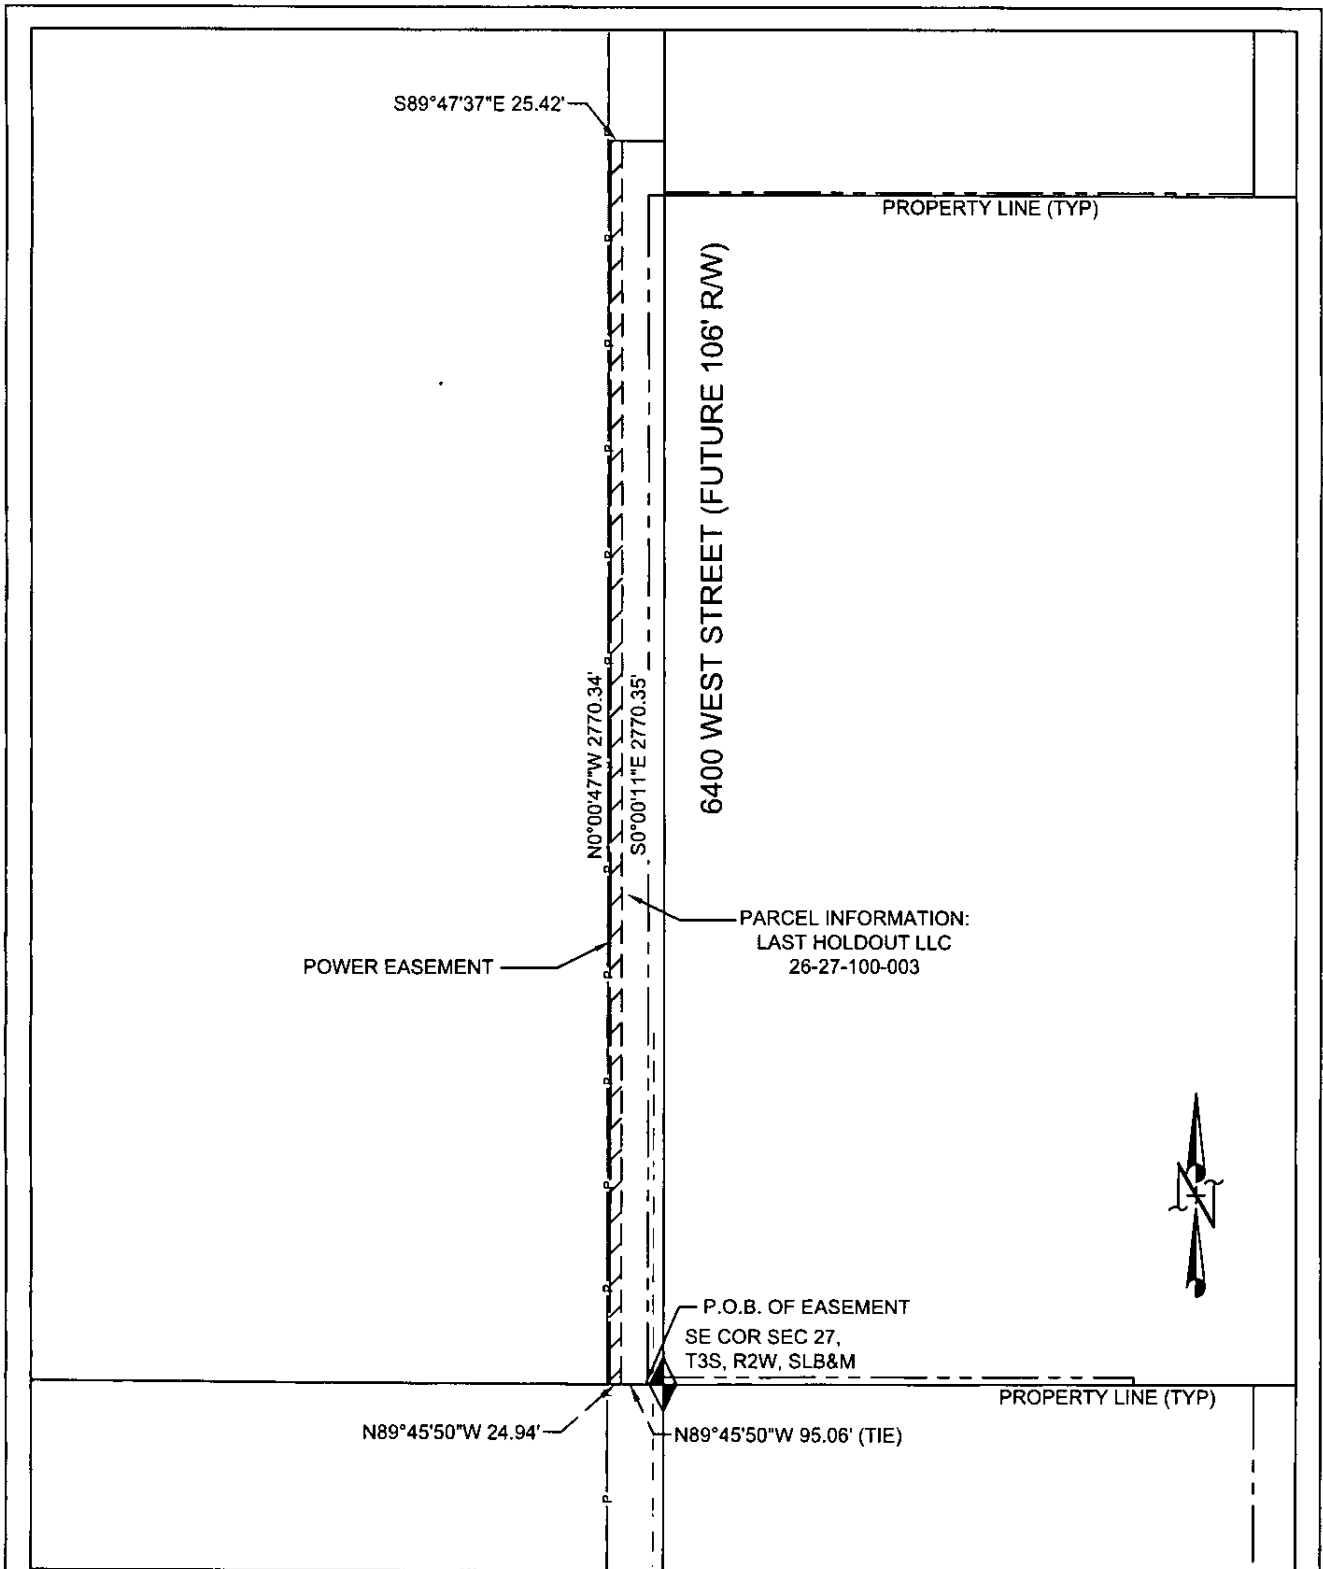 S89°47'37"E 25.42'
PROPERTY LINE (TYP)
6400 WEST STREET (FUTURE 106' R/W)
N0°00'47"W 2770.34'
S0°00'11"E 2770.35'
PARCEL INFORMATION:
LAST HOLDOUT LLC
26-27-100-003
POWER EASEMENT
P.O.B. OF EASEMENT
SE COR SEC 27,
T3S, R2W, SLB&M
PROPERTY LINE (TYP)
N89°45'50"W 24.94'
N89°45'50"W 95.06' (TIE)
P
P
P
P
P
P
P
P
P
P
P
P
P
N